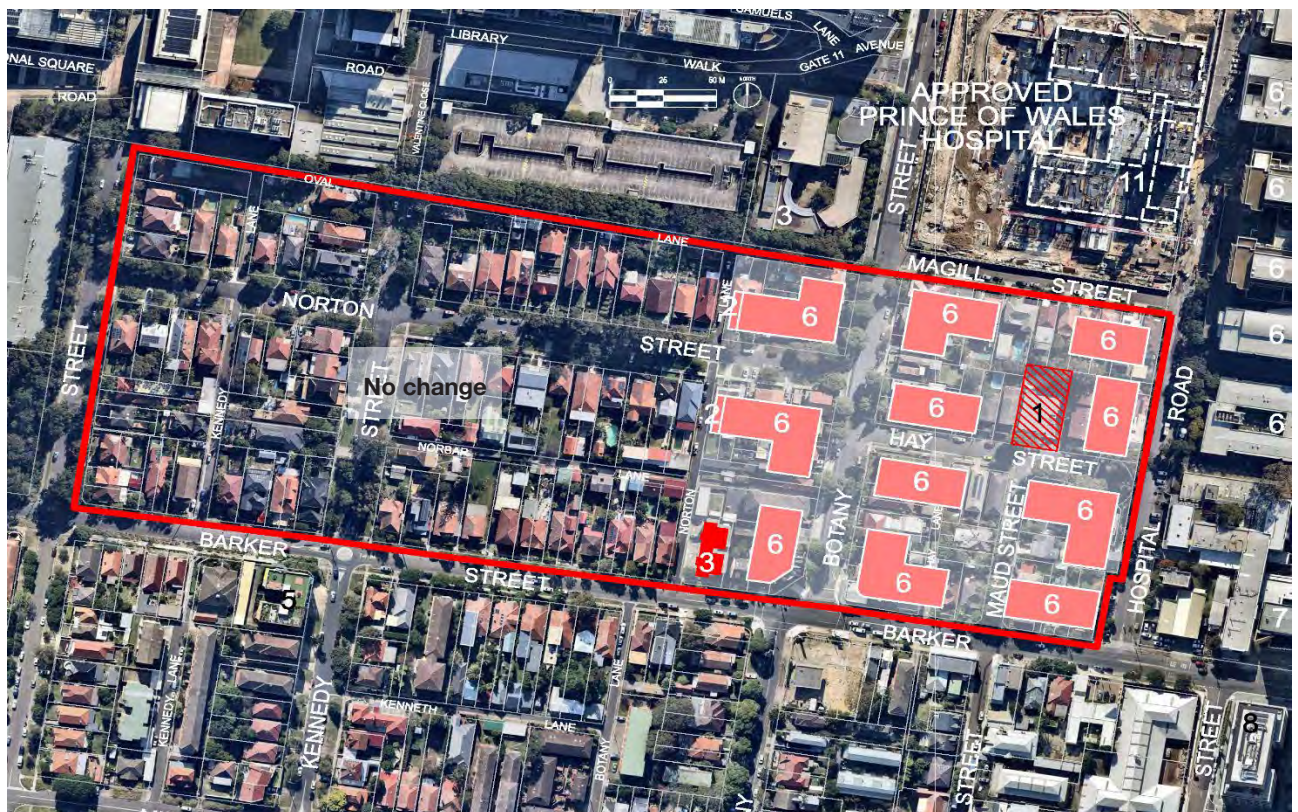 SAMUELS
LANE
LIBRARY
WALK
GATE 11
AVENUE
ONAL SQUARE
ROAD
ROAD
VALENTINE CLOSE
0 25 50 M
NORTH
APPROVED
PRINCE OF WALES
HOSPITAL
11
3
STREET
6
6
6
6
6
7
OVAL
LANE
LANE
MAGILL
STREET
NORTON
STREET
LANE
2
6
6
6
STREET
No change
STREET
KENNEDY
NORBAR
LANE
2
6
6
1
6
ROAD
HAY
STREET
NORTON
3
6
BOTANY
6
6
LANE
HAY
MAUD STREET
6
6
HOSPITAL
BARKER
STREET
BARKER
5
KENNEDY LANE
KENNEDY
KENNETH
LANE
LANE
BOTANY
NY
STREET
STREET
8